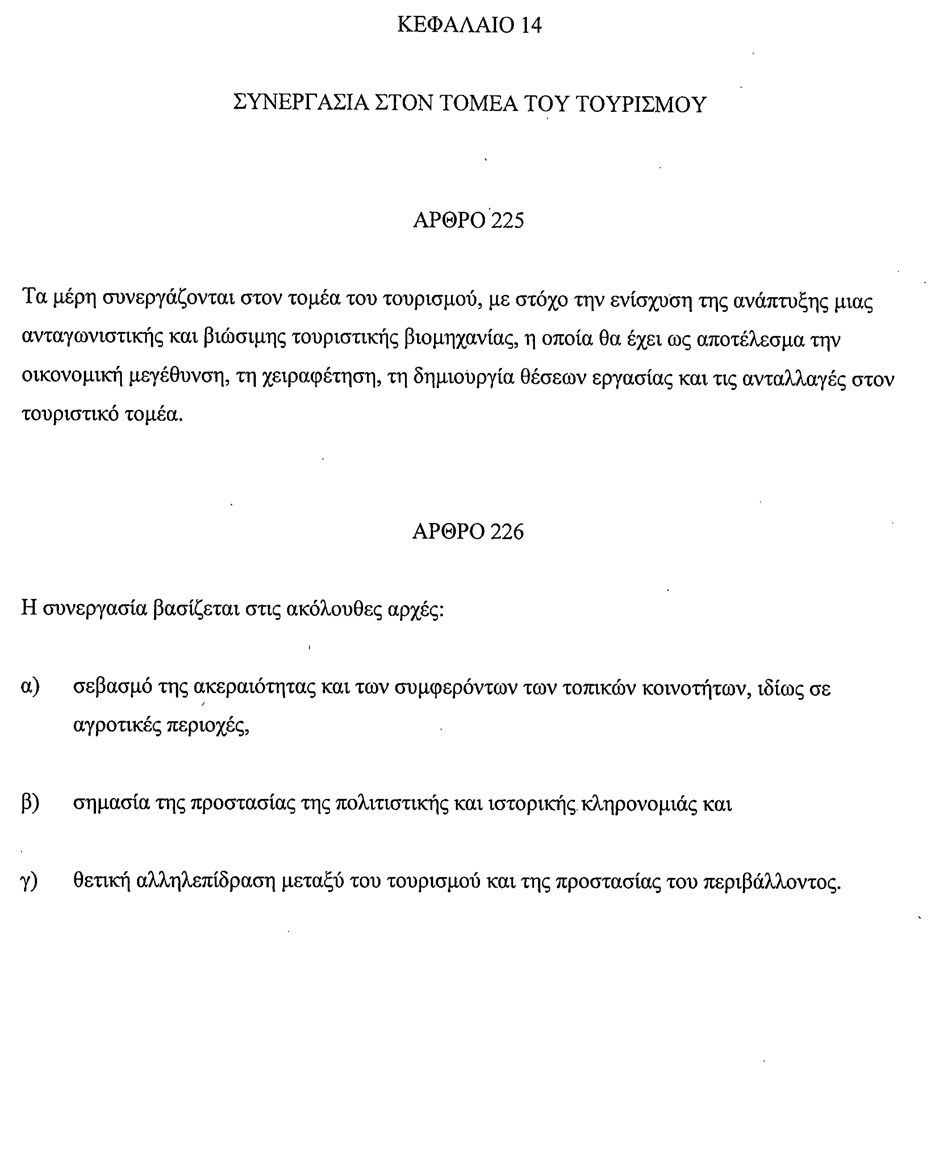 ΚΕΦΑΛΑΙΟ 14
ΣΥΝΕΡΓΑΣΙΑ ΣΤΟΝ ΤΟΜΕΑ ΤΟΥ ΤΟΥΡΙΣΜΟΥ
ΑΡΘΡΟ 225
Τα μέρη συνεργάζονται στον τομέα του τουρισμού, με στόχο την ενίσχυση της ανάπτυξης μιας
ανταγωνιστικής και βιώσιμης τουριστικής βιομηχανίας, η οποία θα έχει ως αποτέλεσμα την
οικονομική μεγέθυνση, τη χειραφέτηση, τη δημιουργία θέσεων εργασίας και τις ανταλλαγές στον
τουριστικό τομέα.
ΑΡΘΡΟ 226
Η συνεργασία βασίζεται στις ακόλουθες αρχές:
α) σεβασμό της ακεραιότητας και των συμφερόντων των τοπικών κοινοτήτων, ιδίως σε
αγροτικές περιοχές,
β) σημασία της προστασίας της πολιτιστικής και ιστορικής κληρονομιάς και
γ) θετική αλληλεπίδραση μεταξύ του τουρισμού και της προστασίας του περιβάλλοντος.